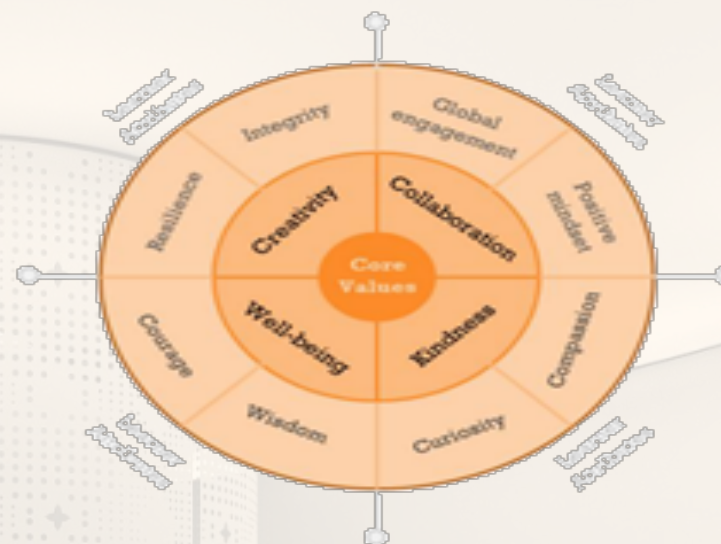 Integrity
Global
engagement
Resilience
Creativity
Collaboration
Positive
mindset
Core
Values
Courage
Well-being
Kindness
Compassion
Wisdom
Curiosity